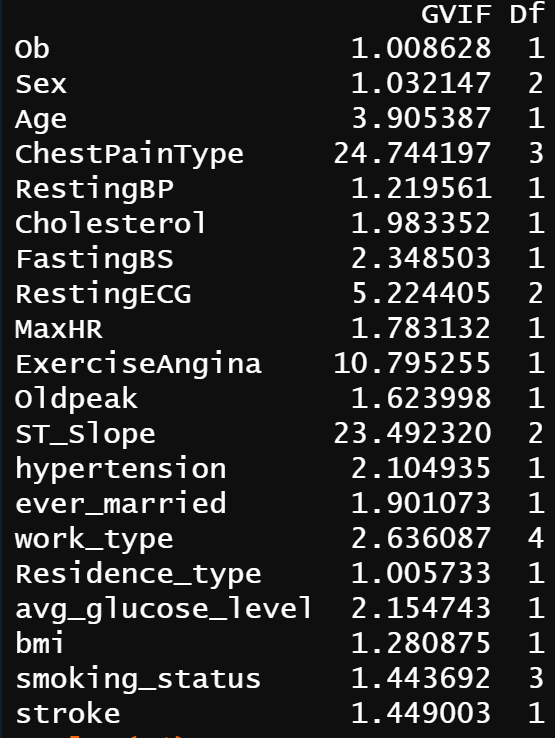 GVIF Df
Ob 1.008628 1
Sex 1.032147 2
Age 3.905387 1
ChestPainType 24.744197 3
RestingBP 1.219561 1
Cholesterol 1.983352 1
FastingBS 2.348503 1
RestingECG 5.224405 2
MaxHR 1.783132 1
ExerciseAngina 10.795255 1
Oldpeak 1.623998 1
ST_Slope 23.492320 2
hypertension 2.104935 1
ever_married 1.901073 1
work_type 2.636087 4
Residence_type 1.005733 1
avg_glucose_level 2.154743 1
bmi 1.280875 1
smoking_status 1.443692 3
stroke 1.449003 1